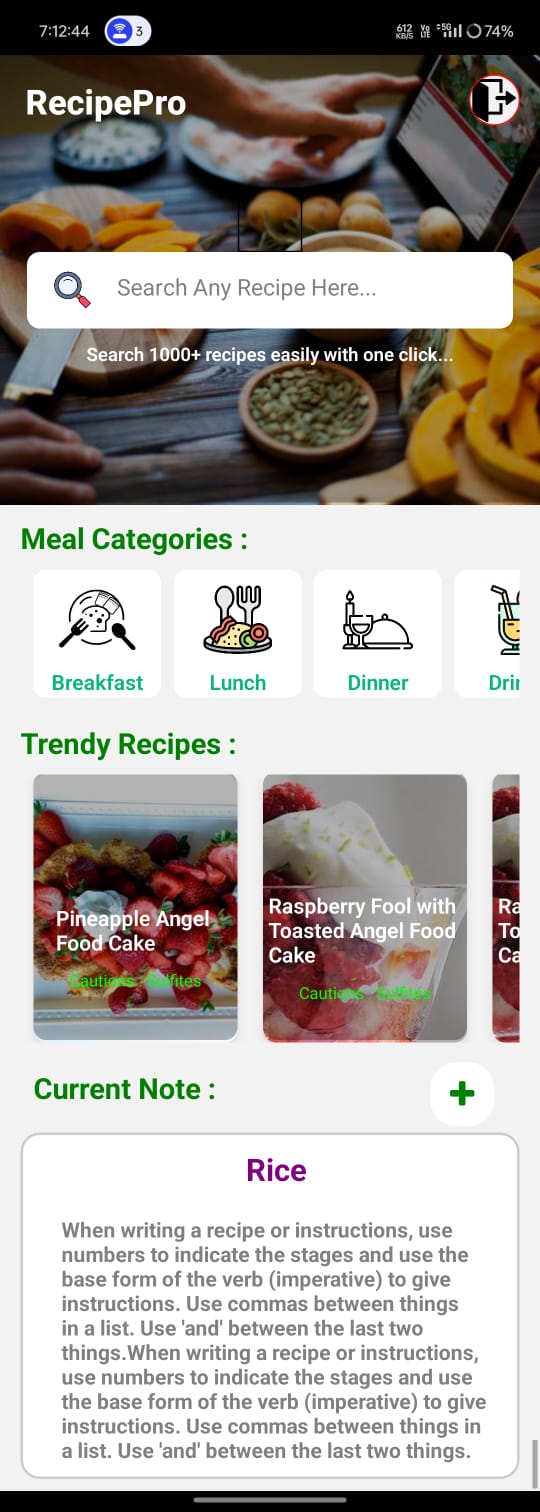 7:12:44 3 612 KB/S Vo LTE 5G 74%
RecipePro
Search Any Recipe Here...
Search 1000+ recipes easily with one click...
Meal Categories :
Breakfast Lunch Dinner Drin
Trendy Recipes :
Pineapple Angel
Food Cake
Cautions : Sulfites
Raspberry Fool with
Toasted Angel Food
Cake
Cautions : Sulfites
Ra
To
Ca
Current Note :
Rice
When writing a recipe or instructions, use
numbers to indicate the stages and use the
base form of the verb (imperative) to give
instructions. Use commas between things
in a list. Use 'and' between the last two
things.When writing a recipe or instructions,
use numbers to indicate the stages and use
the base form of the verb (imperative) to give
instructions. Use commas between things in
a list. Use 'and' between the last two things.